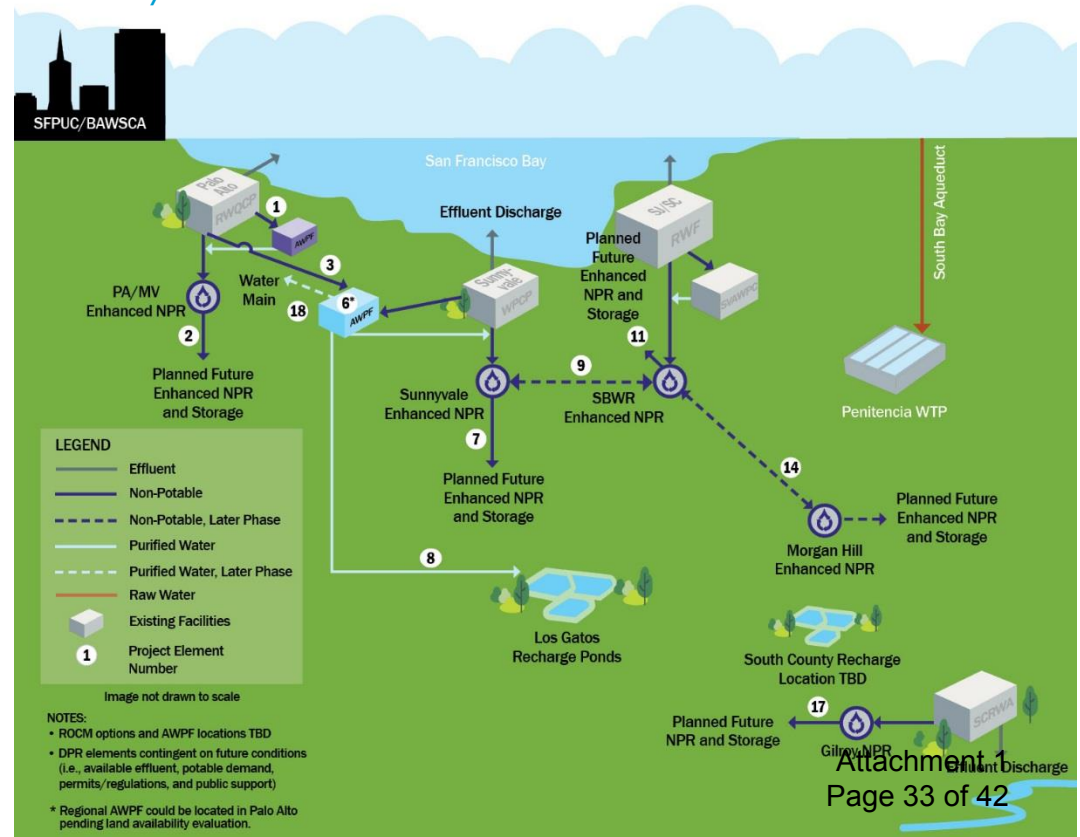 SFPUC/BAWSCA
San Francisco Bay
South Bay Aqueduct
Palo
Alto
RWQCP
1
AWPF
Effluent Discharge
SJ/SC
RWF
Planned
Future
Enhanced
NPR and
Storage
SVAWPC
3
Water
Main
18
6*
AWPF
Sunny-
vale
WPCP
PA/MV
Enhanced NPR
2
Planned Future
Enhanced NPR
and Storage
11
9
Sunnyvale
Enhanced NPR
SBWR
Enhanced NPR
Penitencia WTP
7
Planned Future
Enhanced NPR
and Storage
14
Planned Future
Enhanced NPR
and Storage
Morgan Hill
Enhanced NPR
8
Los Gatos
Recharge Ponds
South County Recharge
Location TBD
17
Planned Future
NPR and Storage
Gilroy NPR
SCRWA
Effluent Discharge
LEGEND
Effluent
Non-Potable
Non-Potable, Later Phase
Purified Water
Purified Water, Later Phase
Raw Water
Existing Facilities
1
Project Element
Number
Image not drawn to scale
NOTES:
• ROCM options and AWPF locations TBD
• DPR elements contingent on future conditions
(i.e., available effluent, potable demand,
permits/regulations, and public support)
* Regional AWPF could be located in Palo Alto
pending land availability evaluation.
Attachment 1
Page 33 of 42